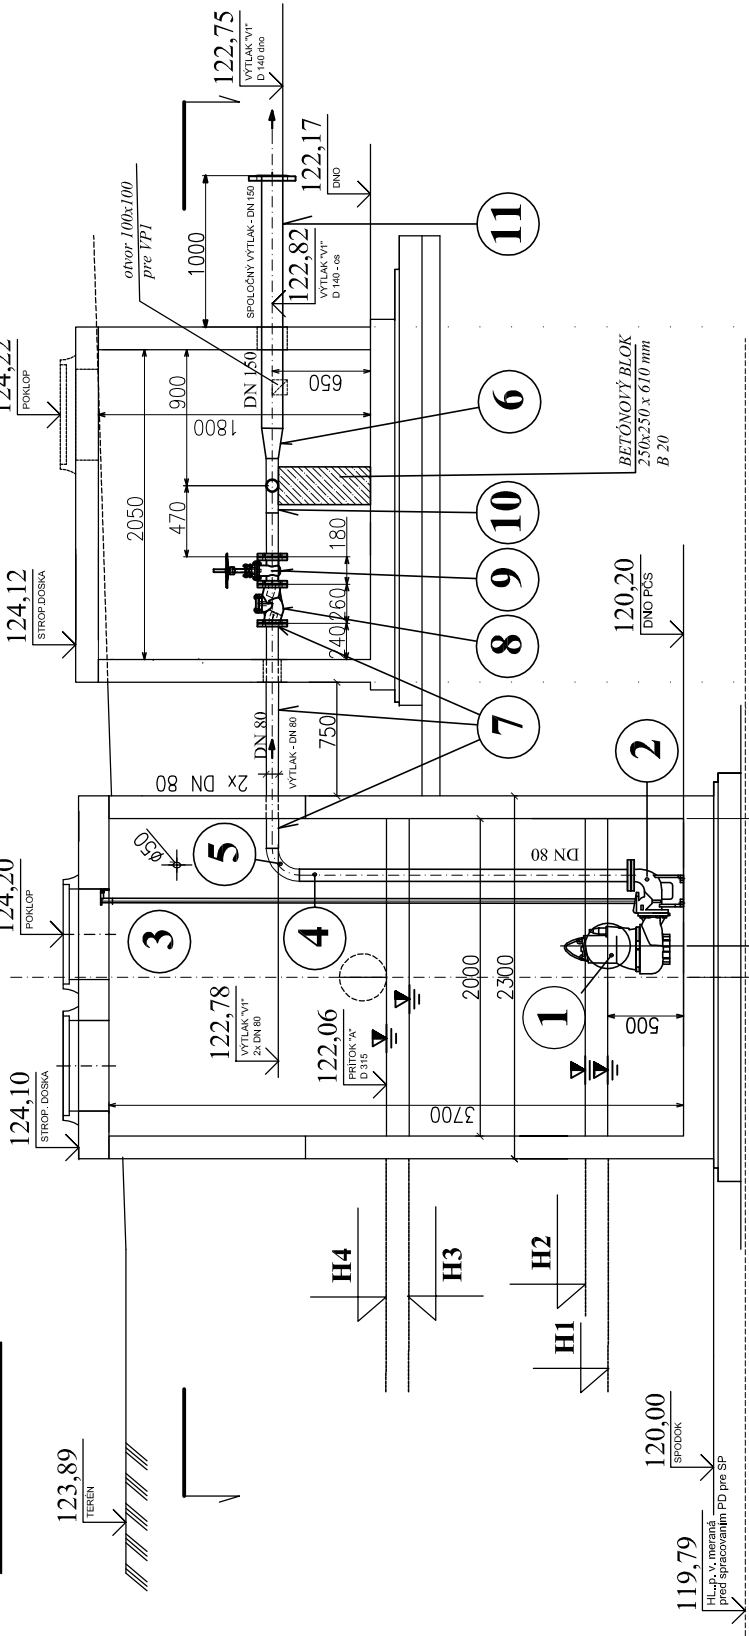 123,89
TERÉN
124,10
STROP. DOSKA
124,20
POKLOP
124,12
STROP.DOSKA
124,22
POKLOP
otvor 100x100
pre VP1
122,75
VÝTLAK "V1"
D 140 dno
1000
SPOLOČNÝ VÝTLAK - DN 150
122,82
VÝTLAK "V1"
D 140 - os
122,17
DNO
11
2050
900
470
1800
DN 150
650
240
260
180
6
10
9
8
7
BETÓNOVÝ BLOK
250x250 x 610 mm
B 20
750
DN 80
VÝTLAK - DN 80
2x DN 80
ø50
5
3
4
DN 80
2
1
122,78
VÝTLAK "V1"
2x DN 80
122,06
PRÍTOK "A"
D 315
3700
2000
2300
500
120,20
DNO PČS
H4
H3
H2
H1
120,00
SPODOK
119,79
HL. p. v. meraná
pred spracovaním PD pre SP